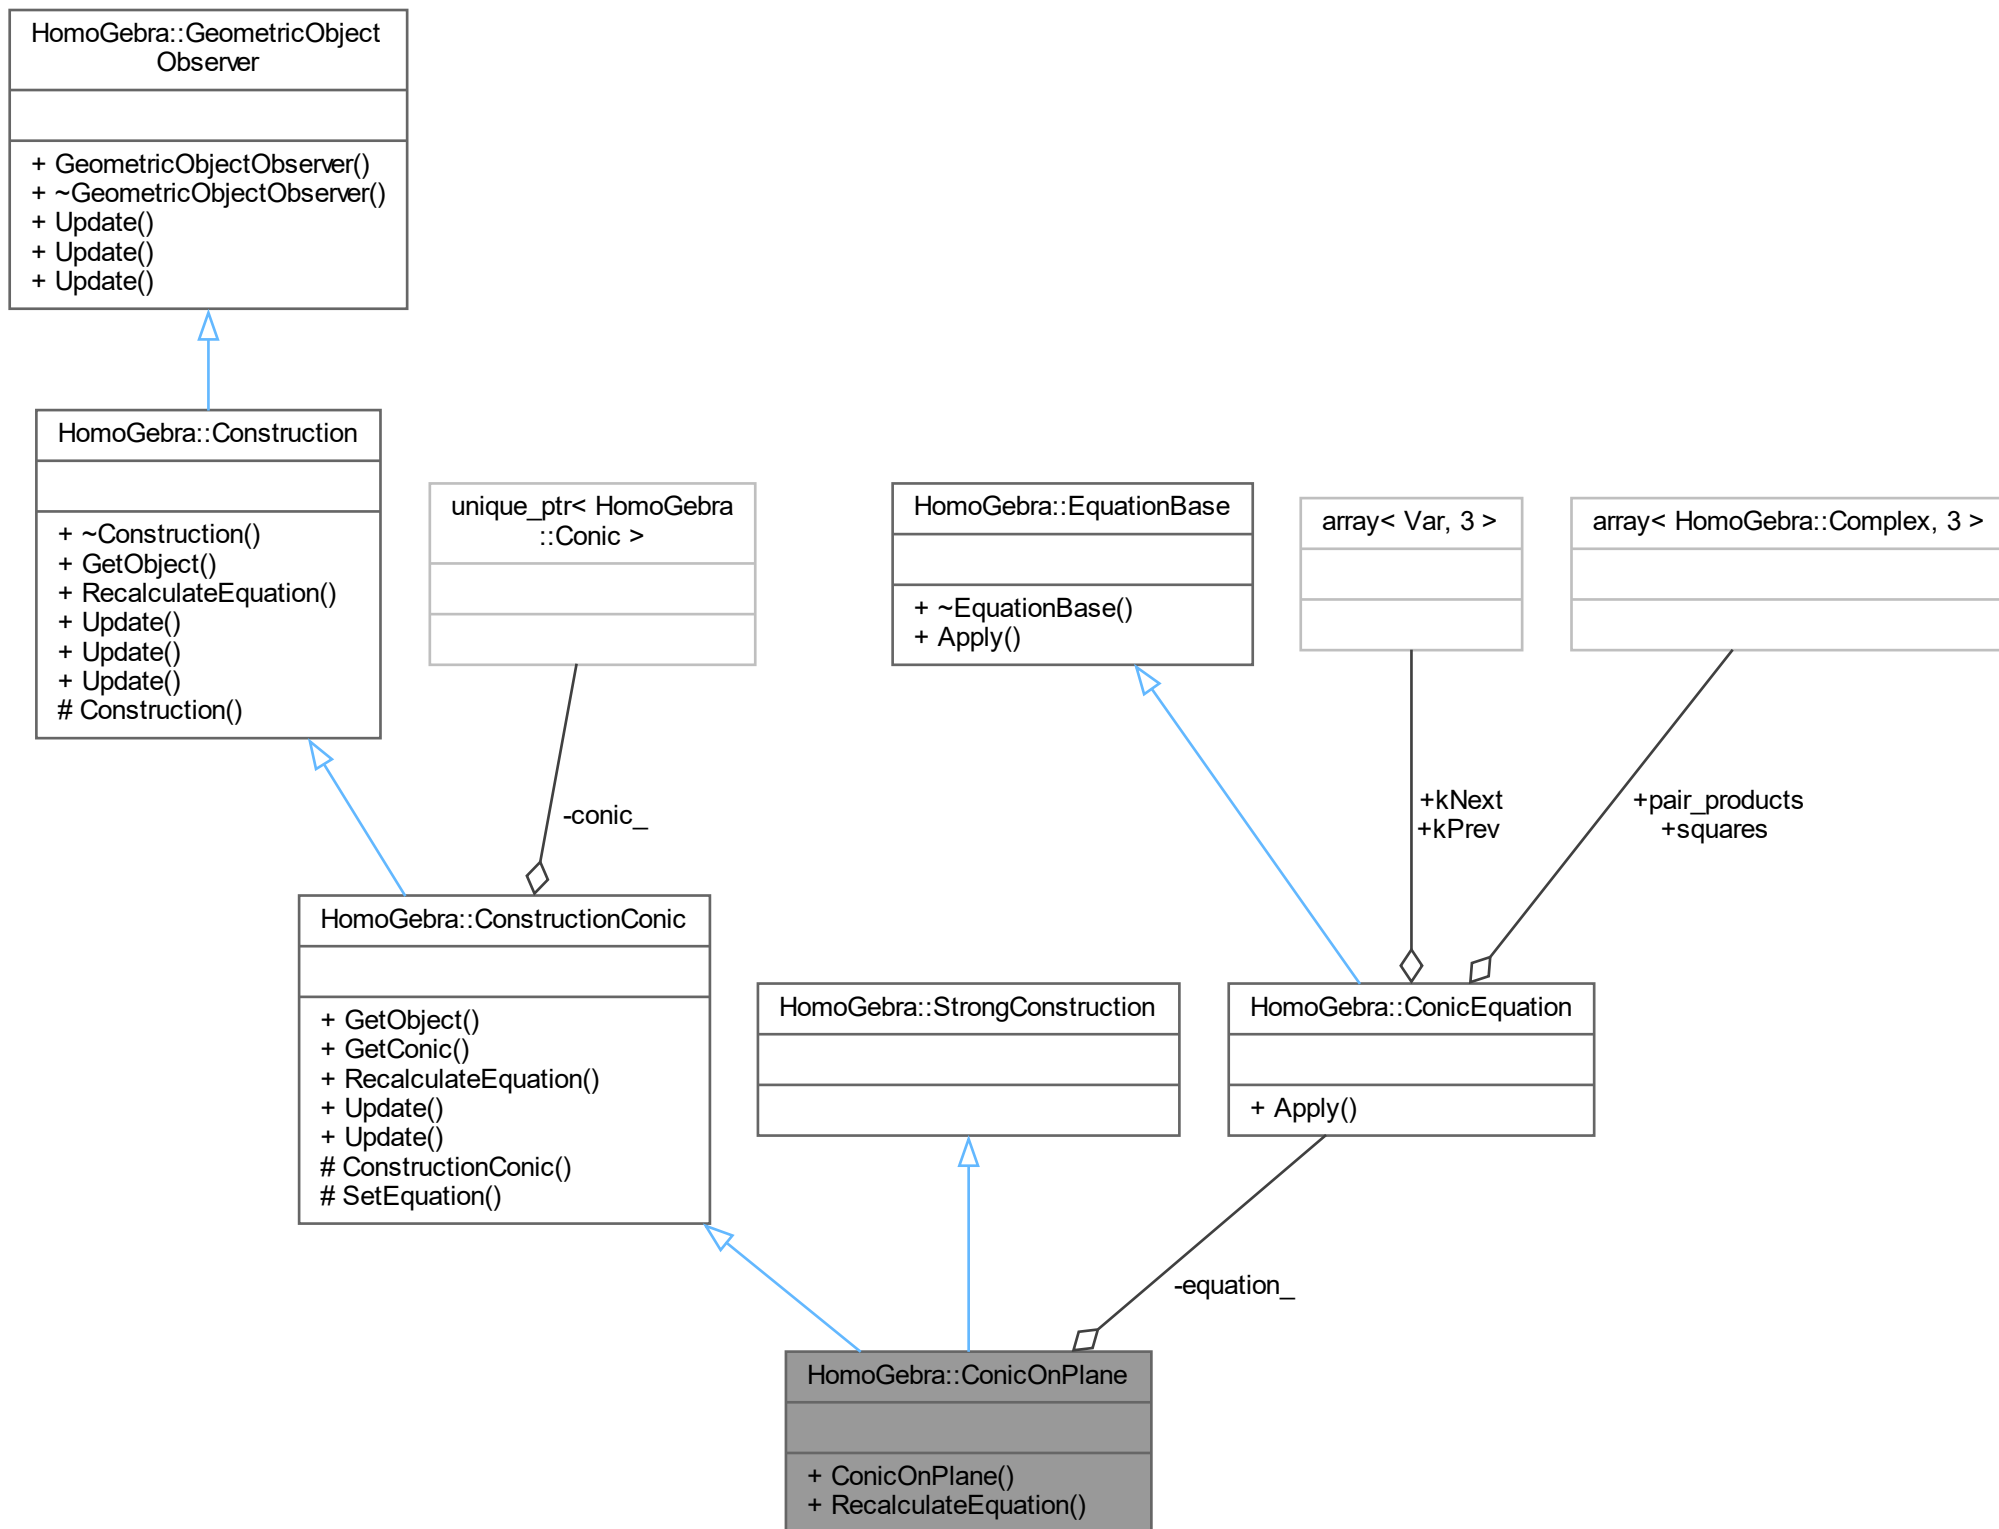 HomoGebra::GeometricObject
Observer
+ GeometricObjectObserver()
+ ~GeometricObjectObserver()
+ Update()
+ Update()
+ Update()
HomoGebra::Construction
+ ~Construction()
+ GetObject()
+ RecalculateEquation()
+ Update()
+ Update()
+ Update()
# Construction()
unique_ptr< HomoGebra
::Conic >
HomoGebra::EquationBase
+ ~EquationBase()
+ Apply()
array< Var, 3 >
array< HomoGebra::Complex, 3 >
-conic_
+kNext
+kPrev
+pair_products
+squares
HomoGebra::ConstructionConic
+ GetObject()
+ GetConic()
+ RecalculateEquation()
+ Update()
+ Update()
# ConstructionConic()
# SetEquation()
HomoGebra::StrongConstruction
HomoGebra::ConicEquation
+ Apply()
-equation_
HomoGebra::ConicOnPlane
+ ConicOnPlane()
+ RecalculateEquation()